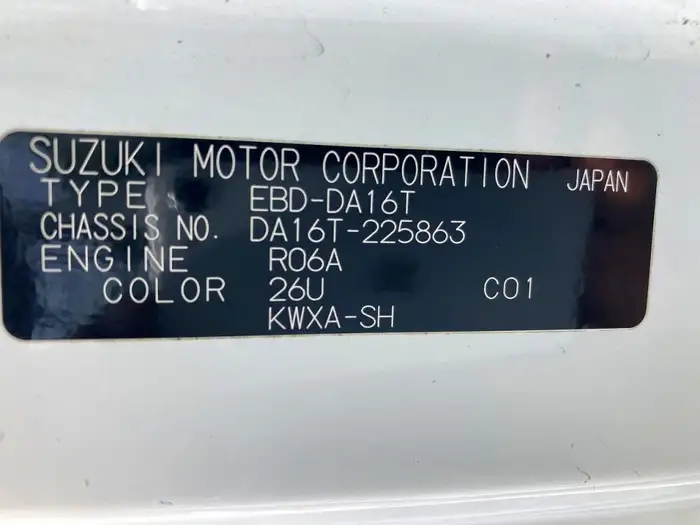 SUZUKI MOTOR CORPORATION JAPAN
TYPE EBD-DA16T
CHASSIS NO. DA16T-225863
ENGINE R06A
COLOR 26U C01
KWXA-SH